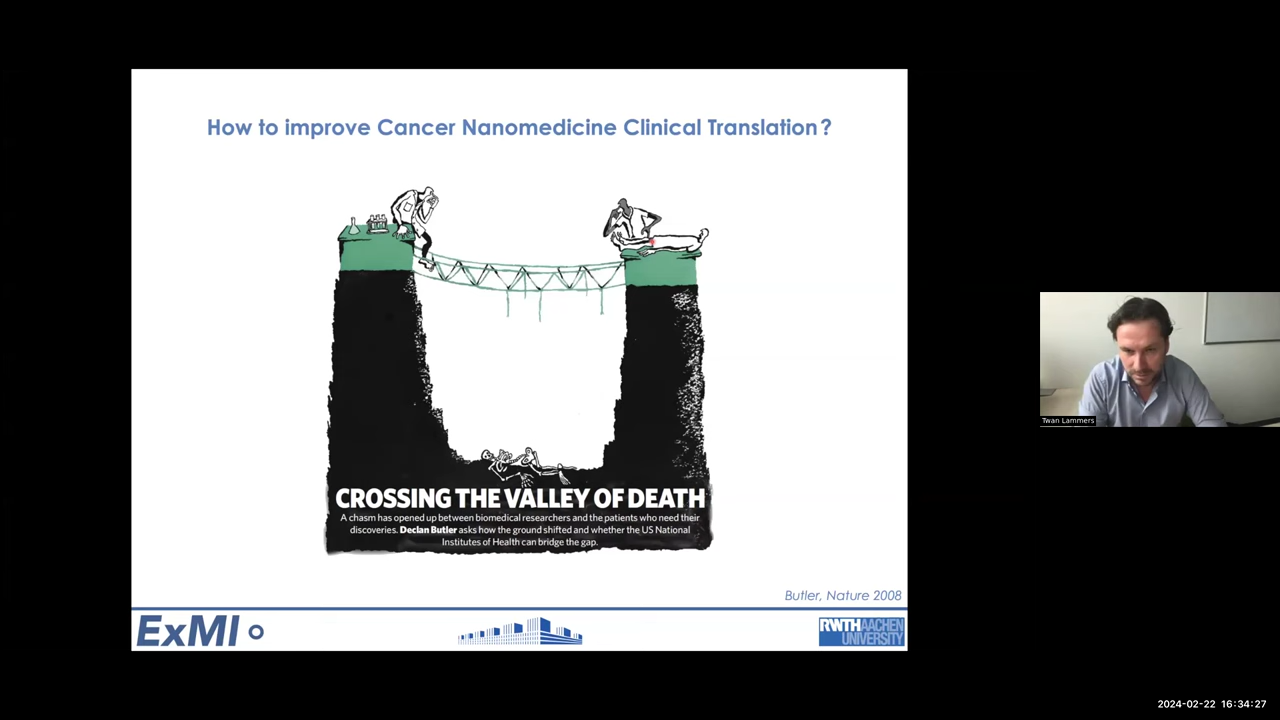 How to improve Cancer Nanomedicine Clinical Translation?
CROSSING THE VALLEY OF DEATH
A chasm has opened up between biomedical researchers and the patients who need their
discoveries. Declan Butler asks how the ground shifted and whether the US National
Institutes of Health can bridge the gap.
Butler, Nature 2008
ExMI
RWTHAACHEN
UNIVERSITY
Twan Lammers
2024-02-22 16:34:27